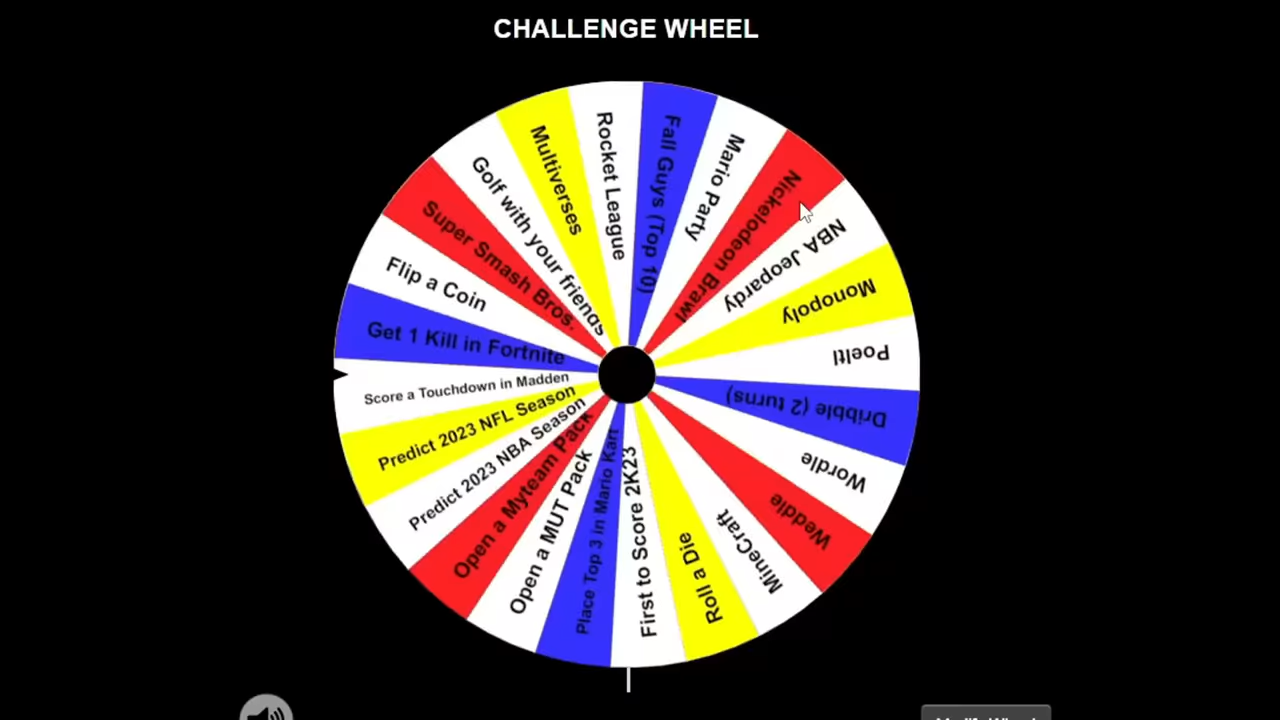 CHALLENGE WHEEL
Rocket League
Fall Guys (Top 10)
Mario Party
Nickelodeon Brawl
NBA Jeopardy
Monopoly
Poeltl
Dribble (2 turns)
Wordle
Weddle
MineCraft
Roll a Die
First to Score 2K23
Place Top 3 in Mario Kart
Open a MUT Pack
Open a Myteam Pack
Predict 2023 NBA Season
Predict 2023 NFL Season
Score a Touchdown in Madden
Get 1 Kill in Fortnite
Flip a Coin
Super Smash Bros.
Golf with your friends
Multiverses